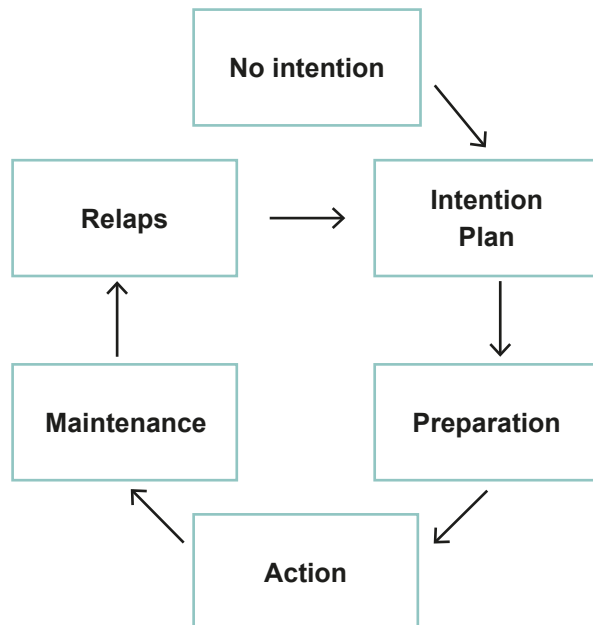 No intention
Relaps
Intention
Plan
Maintenance
Preparation
Action